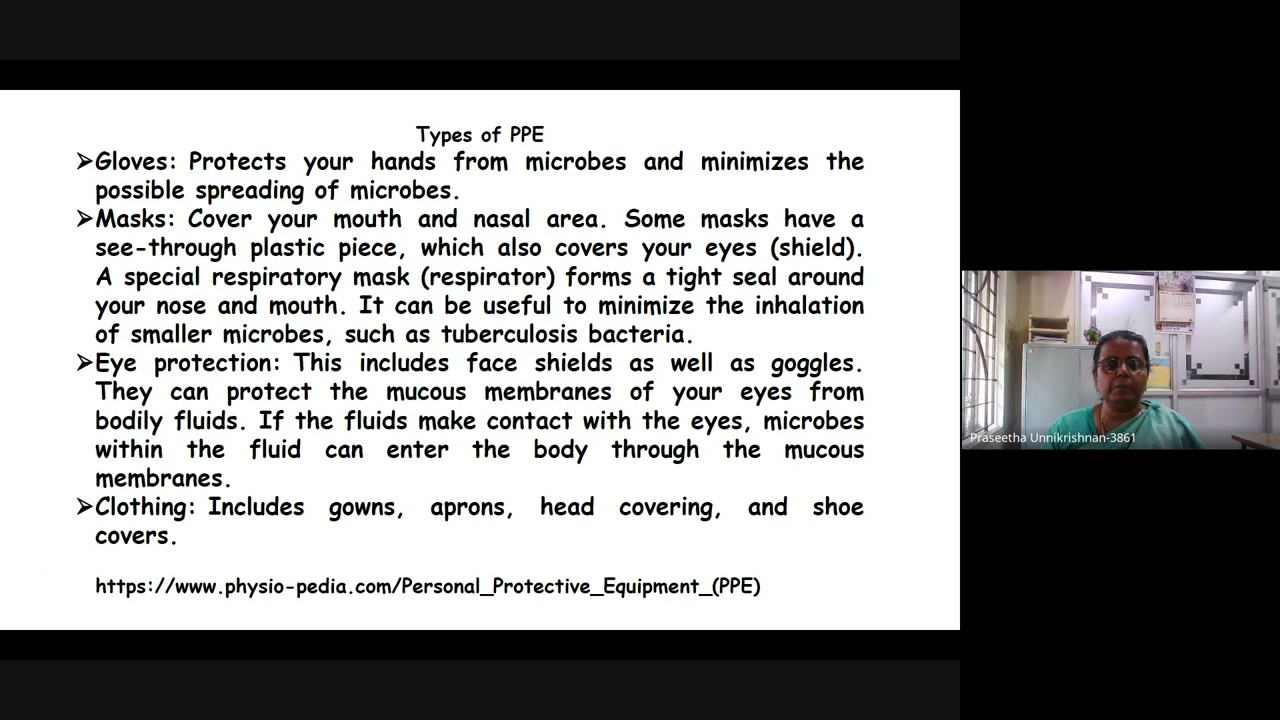 Types of PPE
➢Gloves: Protects your hands from microbes and minimizes the
possible spreading of microbes.
➢Masks: Cover your mouth and nasal area. Some masks have a
see-through plastic piece, which also covers your eyes (shield).
A special respiratory mask (respirator) forms a tight seal around
your nose and mouth. It can be useful to minimize the inhalation
of smaller microbes, such as tuberculosis bacteria.
➢Eye protection: This includes face shields as well as goggles.
They can protect the mucous membranes of your eyes from
bodily fluids. If the fluids make contact with the eyes, microbes
within the fluid can enter the body through the mucous
membranes.
➢Clothing: Includes gowns, aprons, head covering, and shoe
covers.
https://www.physio-pedia.com/Personal_Protective_Equipment_(PPE)
Praseetha Unnikrishnan-3861